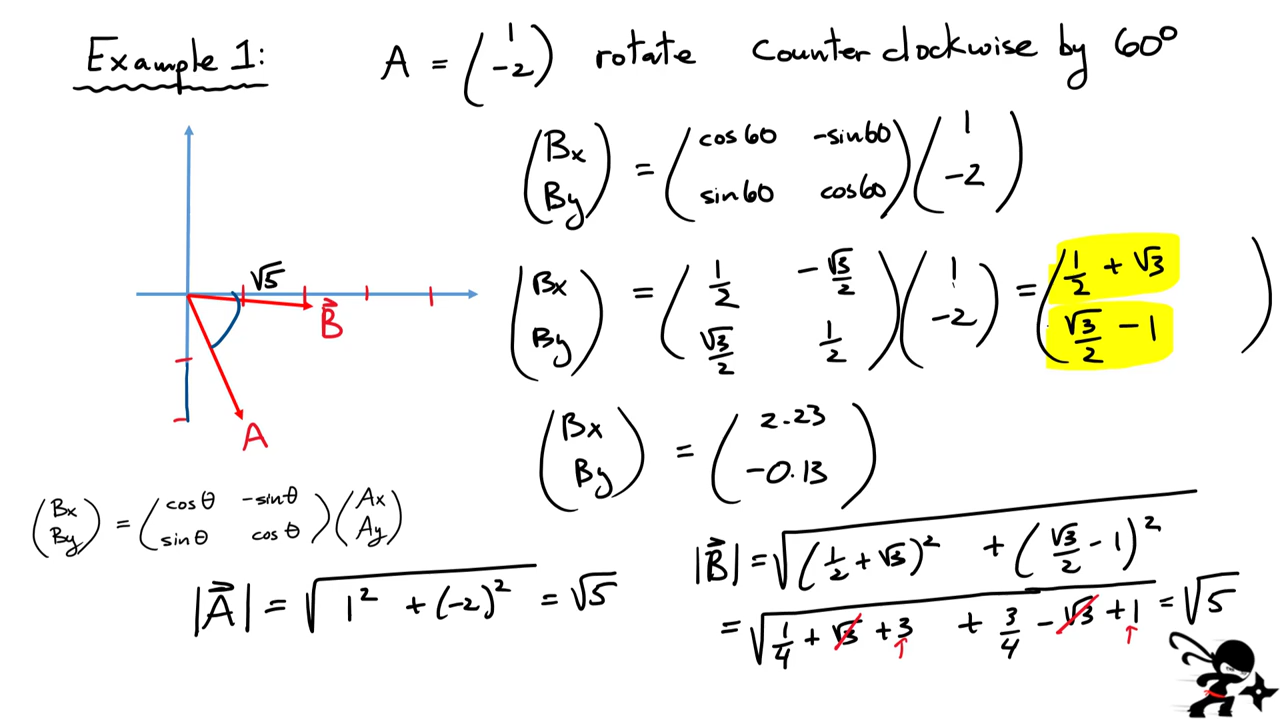 Example 1:
A = (1 -2) rotate counter clockwise by 60°
(Bx By) = (cos60 -sin60 sin60 cos60)(1 -2)
(Bx By) = (1/2 -√3/2 √3/2 1/2)(1 -2) = (1/2 + √3 √3/2 - 1)
√5
B⃗
A
(Bx By) = (2.23 -0.13)
(Bx By) = (cosθ -sinθ sinθ cosθ)(Ax Ay)
|A⃗| = √(1² + (-2)²) = √5
|B⃗| = √((1/2 + √3)² + (√3/2 - 1)²)
= √(1/4 + √3 + 3 + 3/4 - √3 + 1) = √5